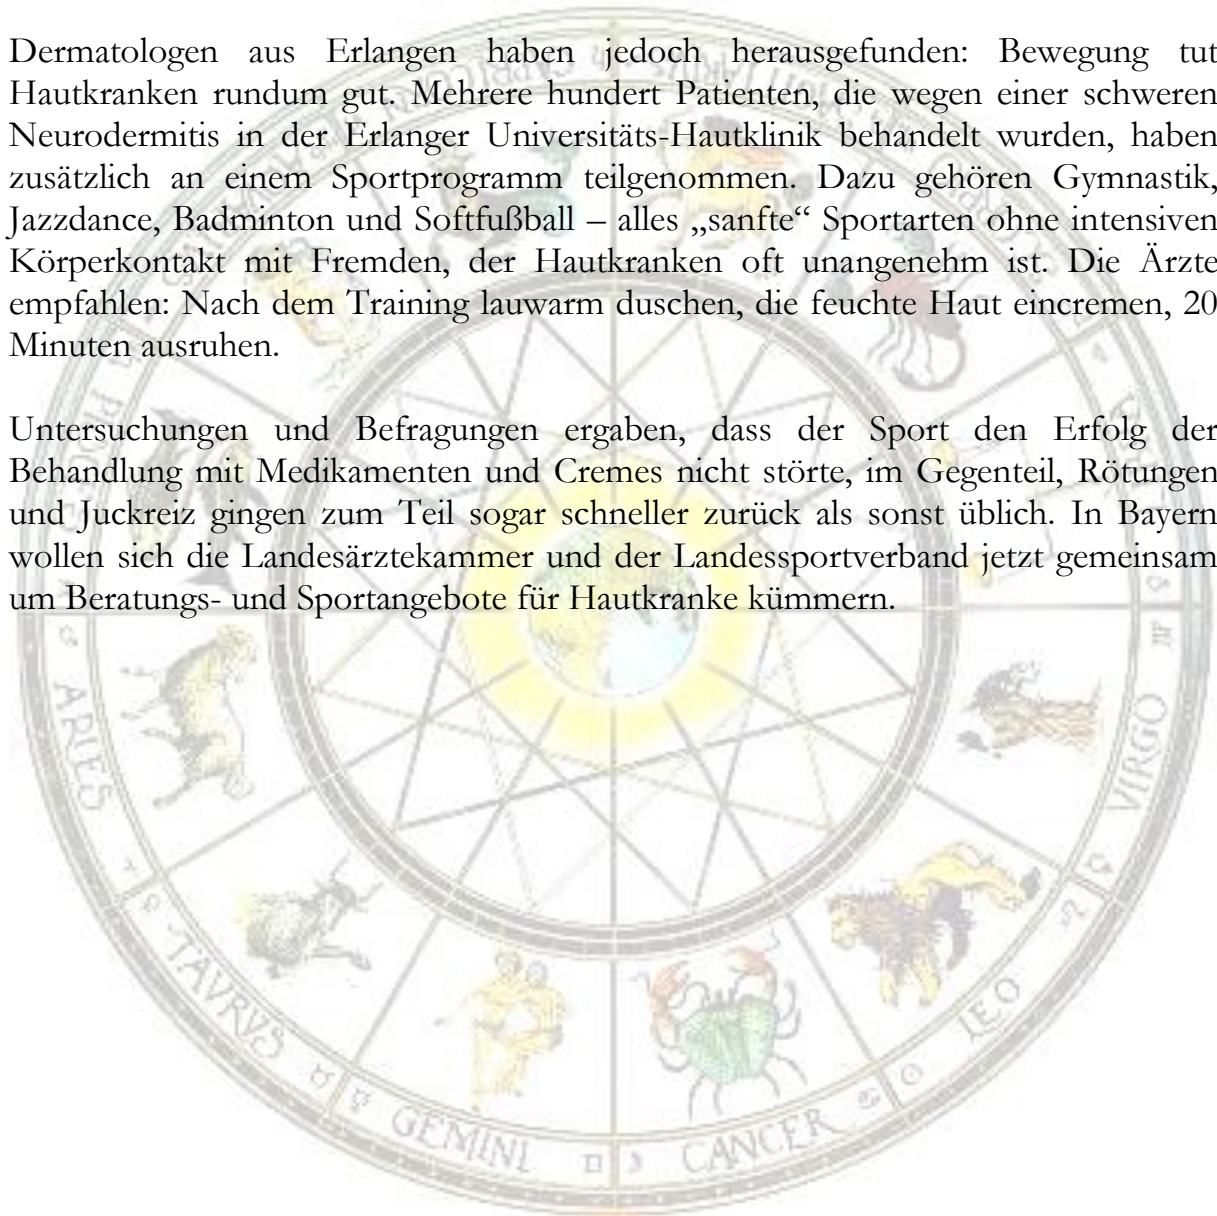 Dermatologen aus Erlangen haben jedoch herausgefunden: Bewegung tut
Hautkranken rundum gut. Mehrere hundert Patienten, die wegen einer schweren
Neurodermitis in der Erlanger Universitäts-Hautklinik behandelt wurden, haben
zusätzlich an einem Sportprogramm teilgenommen. Dazu gehören Gymnastik,
Jazzdance, Badminton und Softfußball – alles „sanfte“ Sportarten ohne intensiven
Körperkontakt mit Fremden, der Hautkranken oft unangenehm ist. Die Ärzte
empfahlen: Nach dem Training lauwarm duschen, die feuchte Haut eincremen, 20
Minuten ausruhen.
Untersuchungen und Befragungen ergaben, dass der Sport den Erfolg der
Behandlung mit Medikamenten und Cremes nicht störte, im Gegenteil, Rötungen
und Juckreiz gingen zum Teil sogar schneller zurück als sonst üblich. In Bayern
wollen sich die Landesärztekammer und der Landessportverband jetzt gemeinsam
um Beratungs- und Sportangebote für Hautkranke kümmern.
ARIES
TAVRVS
GEMINI
CANCER
LEO
VIRGO